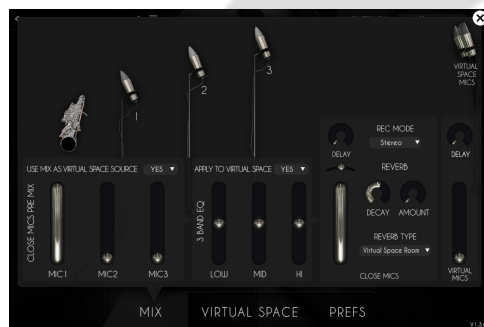 1
2
3
VIRTUAL
SPACE
MICS
USE MIX AS VIRTUAL SPACE SOURCE YES
APPLY TO VIRTUAL SPACE YES
CLOSE MICS PRE MIX
MIC1
MIC2
MIC3
3 BAND EQ
LOW
MID
HI
DELAY
REC MODE
Stereo
REVERB
DECAY
AMOUNT
REVERB TYPE
Virtual Space Room
CLOSE MICS
DELAY
VIRTUAL
MICS
MIX
VIRTUAL SPACE
PREFS